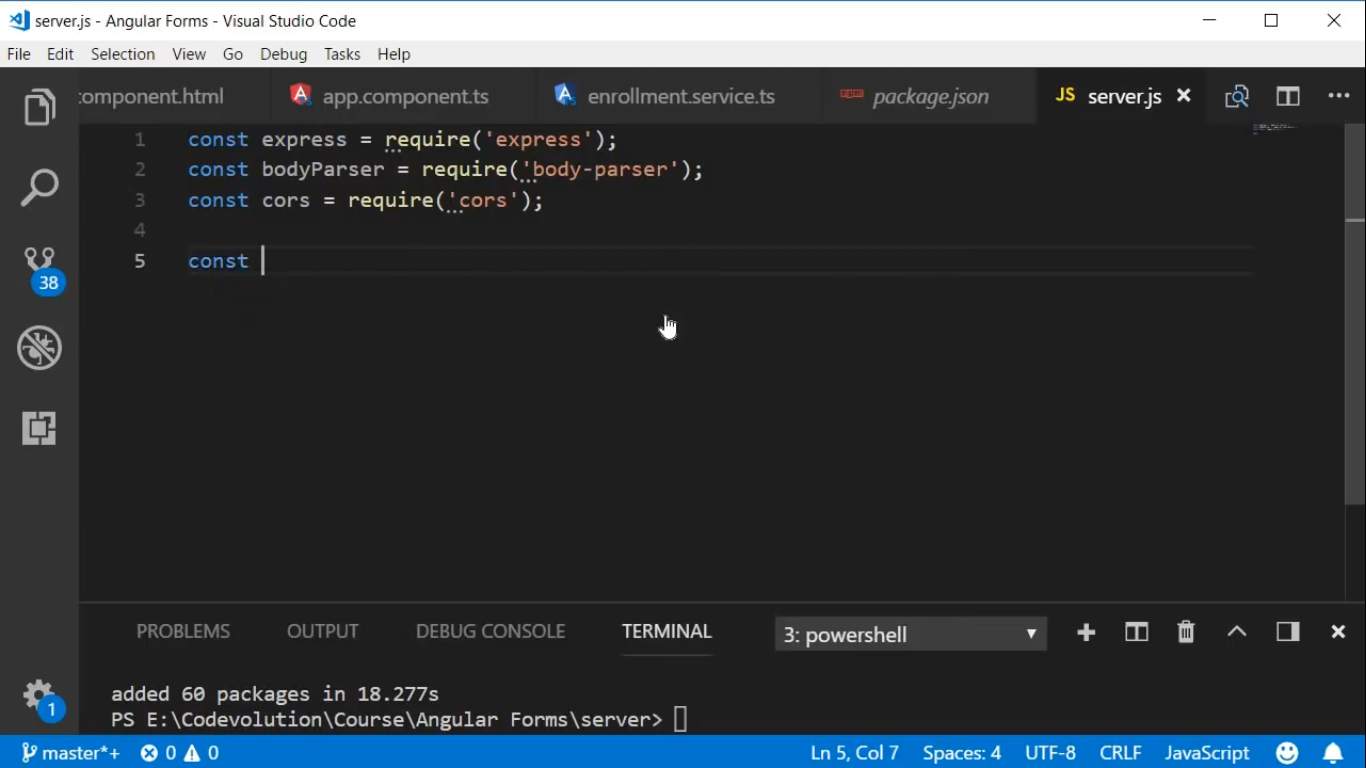 server.js - Angular Forms - Visual Studio Code
File Edit Selection View Go Debug Tasks Help
component.html app.component.ts enrollment.service.ts package.json JS server.js
1 const express = require('express');
2 const bodyParser = require('body-parser');
3 const cors = require('cors');
4
5 const
38
PROBLEMS OUTPUT DEBUG CONSOLE TERMINAL 3: powershell
added 60 packages in 18.277s
1
PS E:\Codevolution\Course\Angular Forms\server>
master*+ 0 0 Ln 5, Col 7 Spaces: 4 UTF-8 CRLF JavaScript